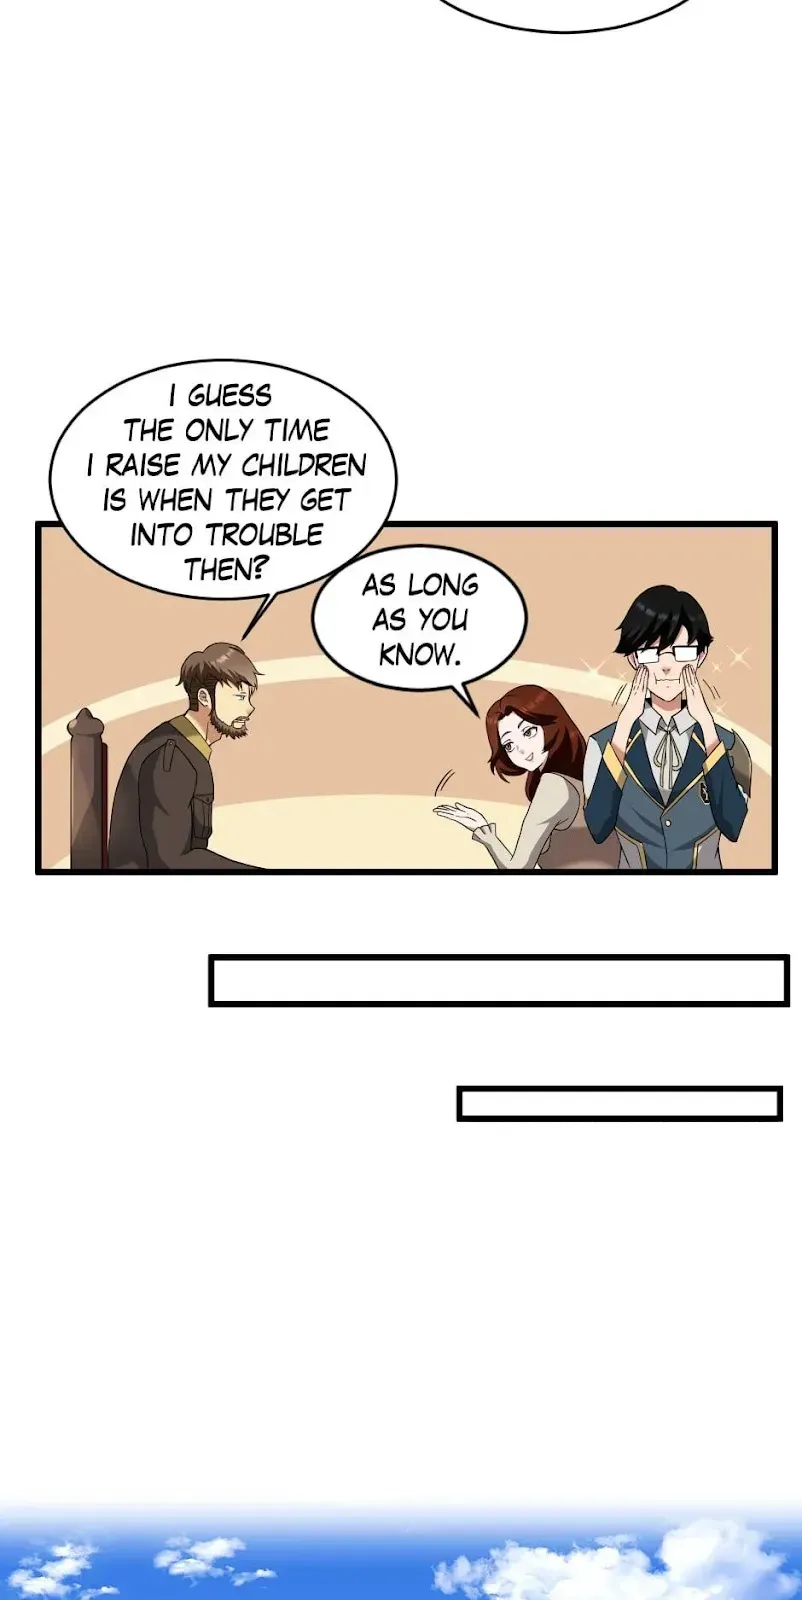 I GUESS
THE ONLY TIME
I RAISE MY CHILDREN
IS WHEN THEY GET
INTO TROUBLE
THEN?
AS LONG
AS YOU
KNOW.